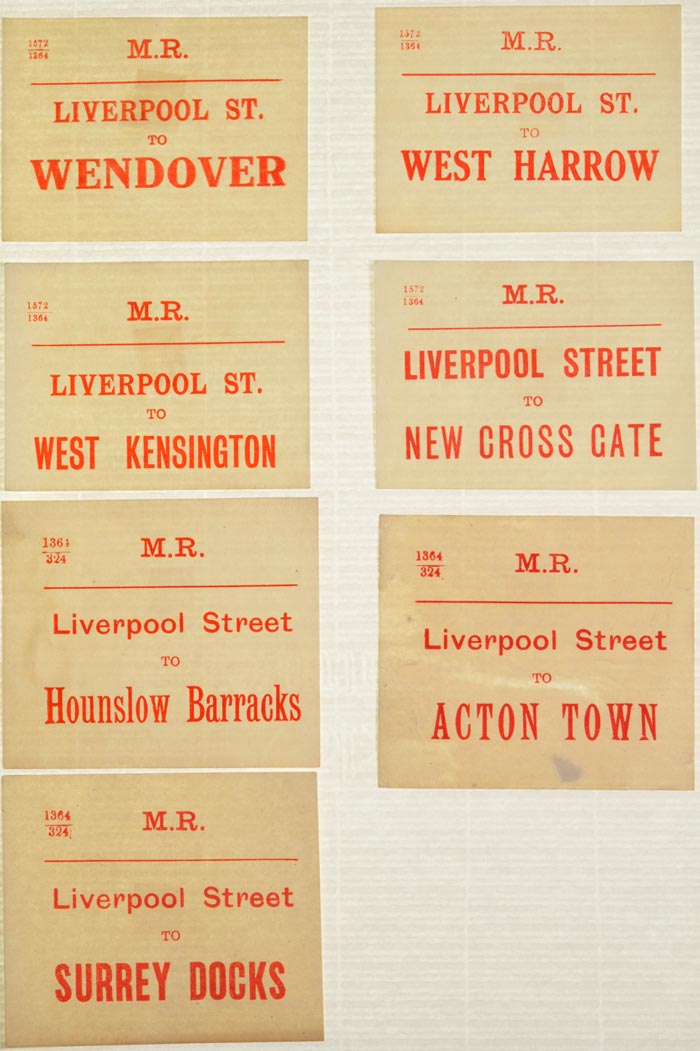 1572
1364
M.R.
LIVERPOOL ST.
TO
WENDOVER
1572
1364
M.R.
LIVERPOOL ST.
TO
WEST HARROW
1572
1364
M.R.
LIVERPOOL ST.
TO
WEST KENSINGTON
1572
1364
M.R.
LIVERPOOL STREET
TO
NEW CROSS GATE
1364
324
M.R.
Liverpool Street
TO
Hounslow Barracks
1364
324
M.R.
Liverpool Street
TO
ACTON TOWN
1364
324
M.R.
Liverpool Street
TO
SURREY DOCKS